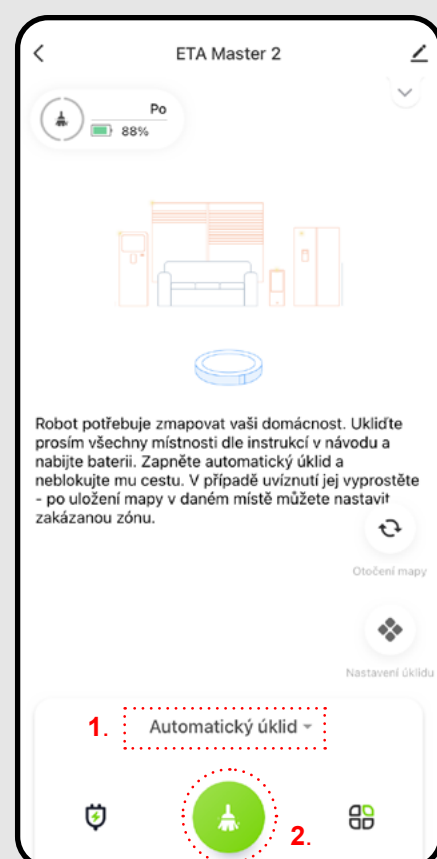 ETA Master 2
Po
88%
Robot potřebuje zmapovat vaši domácnost. Ukliďte
prosím všechny místnosti dle instrukcí v návodu a
nabijte baterii. Zapněte automatický úklid a
neblokujte mu cestu. V případě uvíznutí jej vyprostěte
- po uložení mapy v daném místě můžete nastavit
zakázanou zónu.
Otočení mapy
Nastavení úklidu
1. Automatický úklid
2.